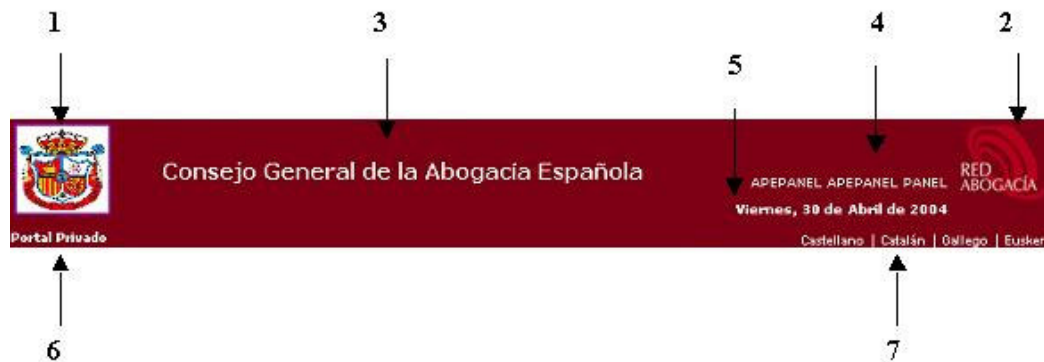 1 3 4 2
5
Consejo General de la Abogacía Española
RED
ABOGACÍA
APEPANEL APEPANEL PANEL
Viernes, 30 de Abril de 2004
Portal Privado
Castellano | Catalán | Gallego | Eusker
6 7